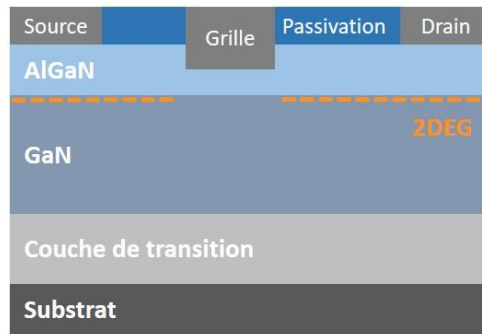 Source
Grille
Passivation
Drain
AlGaN
2DEG
GaN
Couche de transition
Substrat